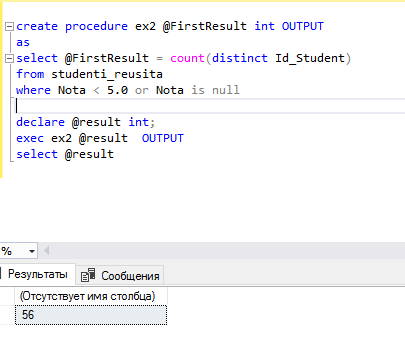 create procedure ex2 @FirstResult int OUTPUT
as
select @FirstResult = count(distinct Id_Student)
from studenti_reusita
where Nota < 5.0 or Nota is null
declare @result int;
exec ex2 @result  OUTPUT
select @result
%
Результаты Сообщения
(Отсутствует имя столбца)
56